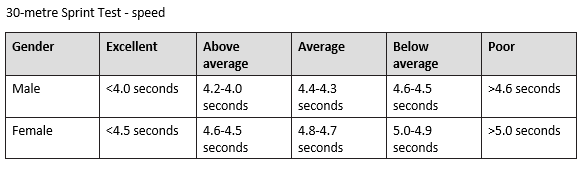 30-metre Sprint Test - speed
Gender Excellent Above average Average Below average Poor
Male <4.0 seconds 4.2-4.0 seconds 4.4-4.3 seconds 4.6-4.5 seconds >4.6 seconds
Female <4.5 seconds 4.6-4.5 seconds 4.8-4.7 seconds 5.0-4.9 seconds >5.0 seconds